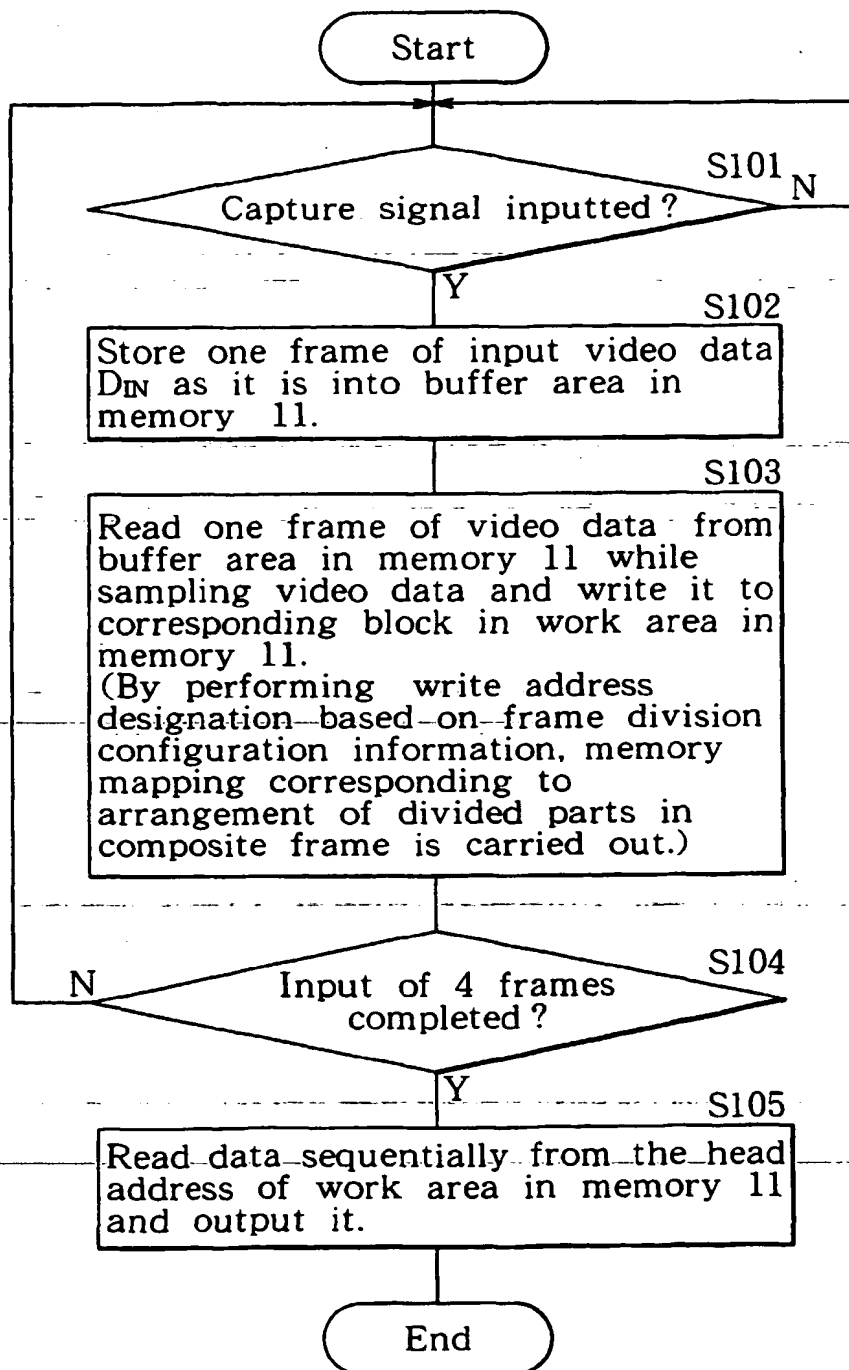 Start
S101
Capture signal inputted ?
N
Y
S102
Store one frame of input video data
DIN as it is into buffer area in
memory 11.
S103
Read one frame of video data from
buffer area in memory 11 while
sampling video data and write it to
corresponding block in work area in
memory 11.
(By performing write address
designation based on frame division
configuration information, memory
mapping corresponding to
arrangement of divided parts in
composite frame is carried out.)
S104
N
Input of 4 frames
completed ?
Y
S105
Read data sequentially from the head
address of work area in memory 11
and output it.
End